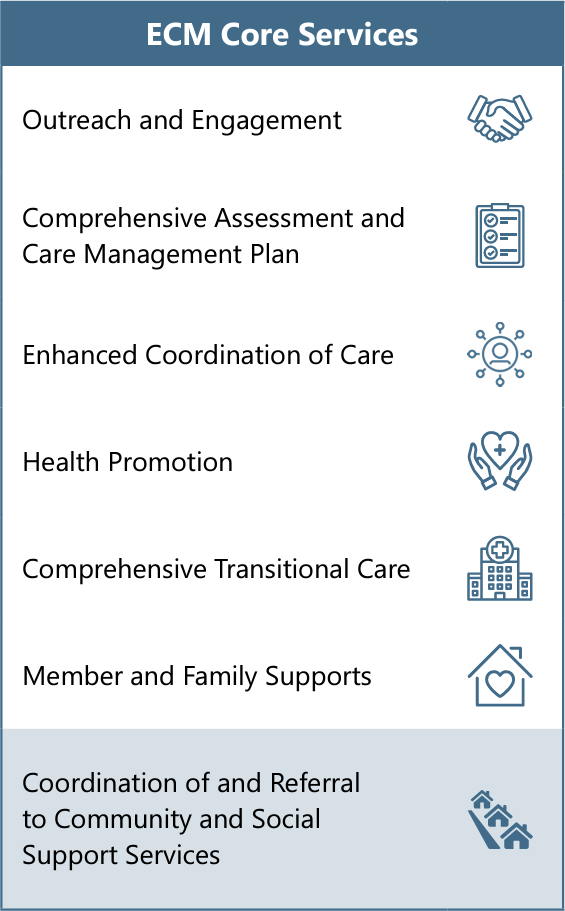 ECM Core Services
Outreach and Engagement
Comprehensive Assessment and
Care Management Plan
Enhanced Coordination of Care
Health Promotion
Comprehensive Transitional Care
Member and Family Supports
Coordination of and Referral
to Community and Social
Support Services